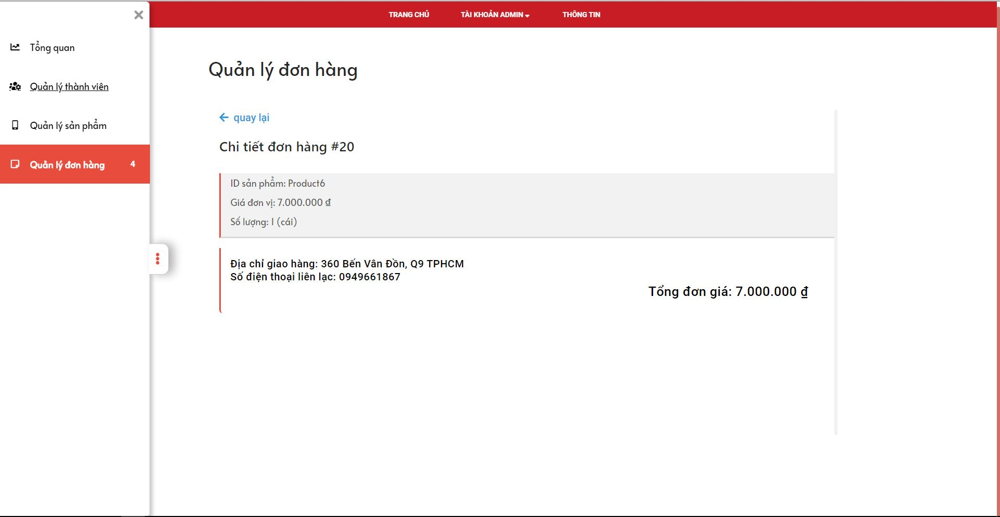 TRANG CHỦ TÀI KHOẢN ADMIN THÔNG TIN
Tổng quan
Quản lý thành viên
Quản lý sản phẩm
Quản lý đơn hàng 4
Quản lý đơn hàng
quay lại
Chi tiết đơn hàng #20
ID sản phẩm: Product6
Giá đơn vị: 7.000.000 ₫
Số lượng: 1 (cái)
Địa chỉ giao hàng: 360 Bến Vân Đồn, Q9 TPHCM
Số điện thoại liên lạc: 0949661867
Tổng đơn giá: 7.000.000 ₫